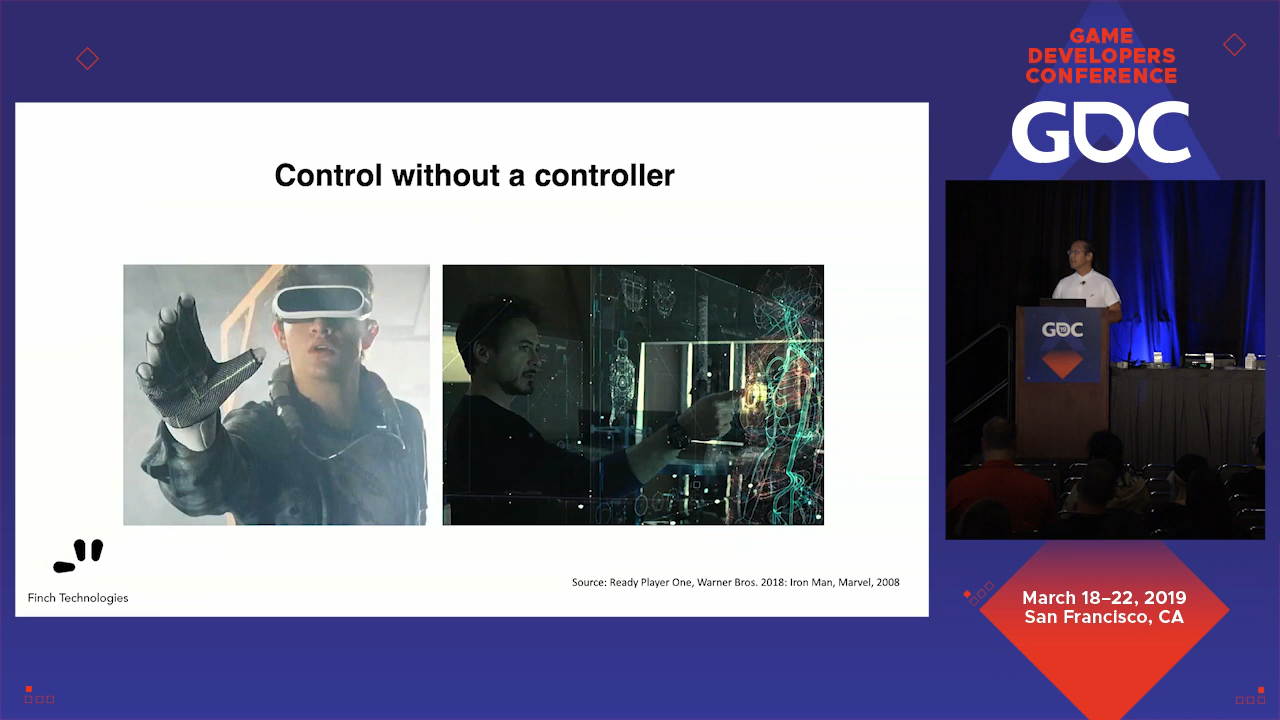 GAME
DEVELOPERS
CONFERENCE
GDC
Control without a controller
GDC
Source: Ready Player One, Warner Bros. 2018: Iron Man, Marvel, 2008
Finch Technologies
March 18–22, 2019
San Francisco, CA